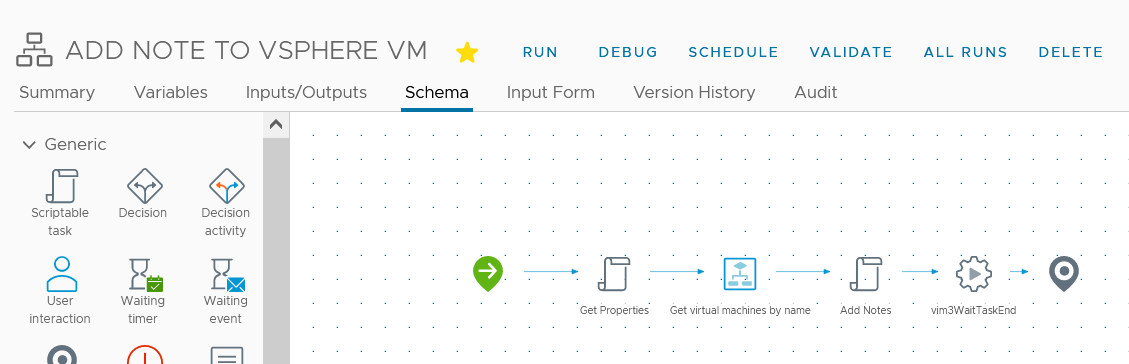 ADD NOTE TO VSPHERE VM RUN DEBUG SCHEDULE VALIDATE ALL RUNS DELETE
Summary Variables Inputs/Outputs Schema Input Form Version History Audit
Generic
Scriptable task
Decision
Decision activity
User interaction
Waiting timer
Waiting event
Get Properties
Get virtual machines by name
Add Notes
vim3WaitTaskEnd